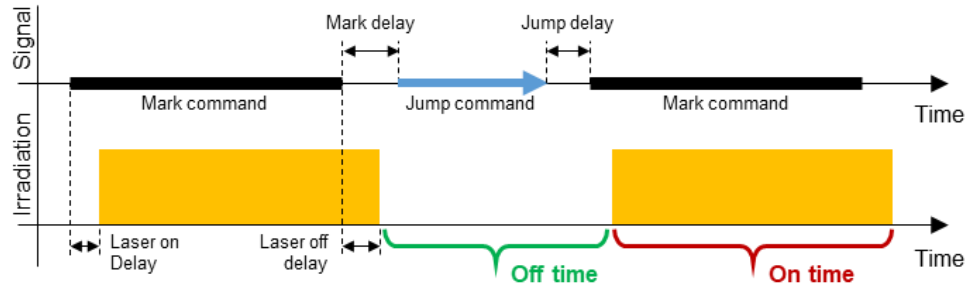 Signal
Mark delay
Jump delay
Mark command
Jump command
Mark command
Time
Irradiation
Laser on
Delay
Laser off
delay
Off time
On time
Time